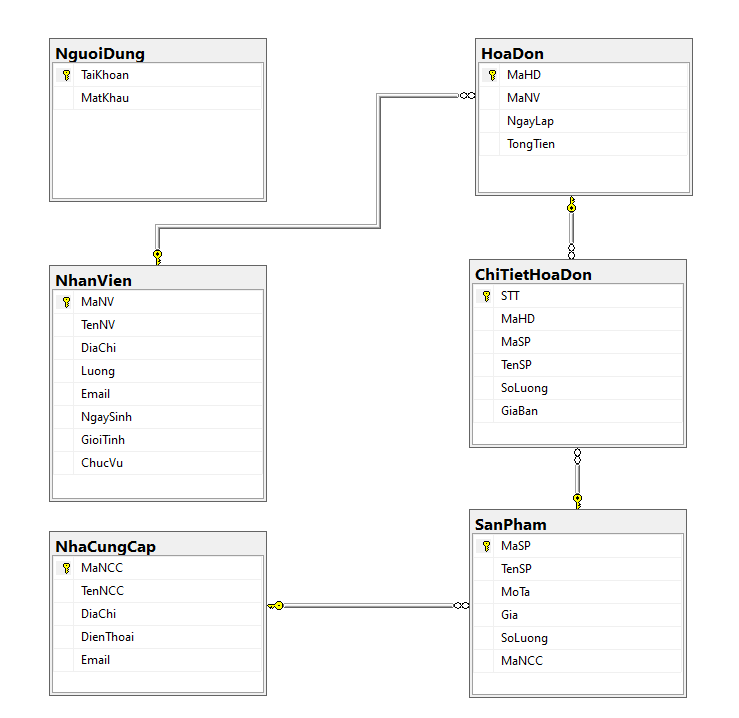 NguoiDung
TaiKhoan
MatKhau
HoaDon
MaHD
MaNV
NgayLap
TongTien
NhanVien
MaNV
TenNV
DiaChi
Luong
Email
NgaySinh
GioiTinh
ChucVu
ChiTietHoaDon
STT
MaHD
MaSP
TenSP
SoLuong
GiaBan
NhaCungCap
MaNCC
TenNCC
DiaChi
DienThoai
Email
SanPham
MaSP
TenSP
MoTa
Gia
SoLuong
MaNCC